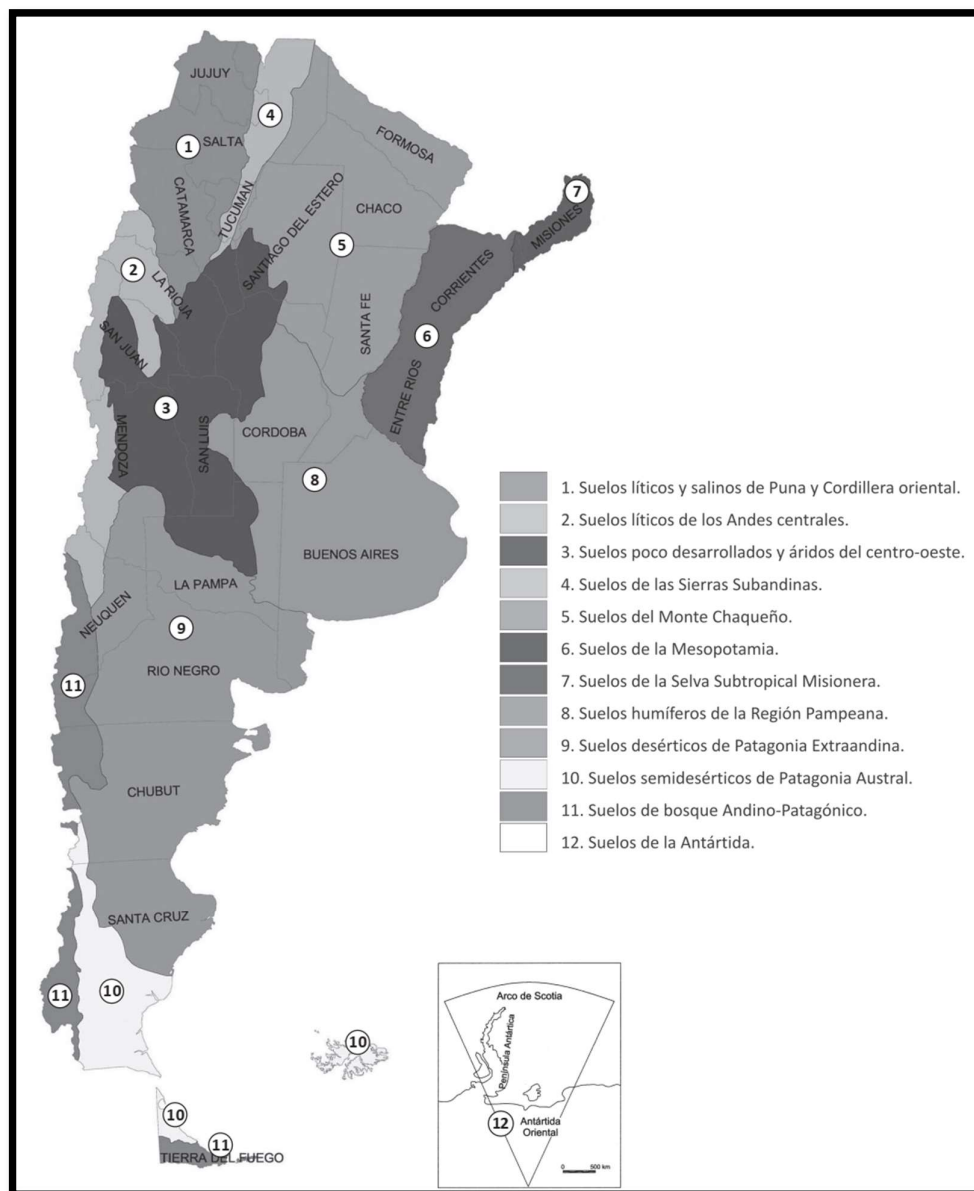 JUJUY
4
FORMOSA
1
SALTA
7
CATAMARCA
TUCUMAN
SANTIAGO DEL ESTERO
CHACO
MISIONES
5
2
LA RIOJA
CORRIENTES
SANTA FE
6
SAN JUAN
3
ENTRE RIOS
MENDOZA
SAN LUIS
CORDOBA
8
BUENOS AIRES
LA PAMPA
NEUQUEN
9
RIO NEGRO
11
CHUBUT
SANTA CRUZ
11
10
10
10
11
TIERRA DEL FUEGO
1. Suelos líticos y salinos de Puna y Cordillera oriental.
2. Suelos líticos de los Andes centrales.
3. Suelos poco desarrollados y áridos del centro-oeste.
4. Suelos de las Sierras Subandinas.
5. Suelos del Monte Chaqueño.
6. Suelos de la Mesopotamia.
7. Suelos de la Selva Subtropical Misionera.
8. Suelos humíferos de la Región Pampeana.
9. Suelos desérticos de Patagonia Extraandina.
10. Suelos semidesérticos de Patagonia Austral.
11. Suelos de bosque Andino-Patagónico.
12. Suelos de la Antártida.
Arco de Scotia
Península Antártica
12
Antártida
Oriental
0 500 km